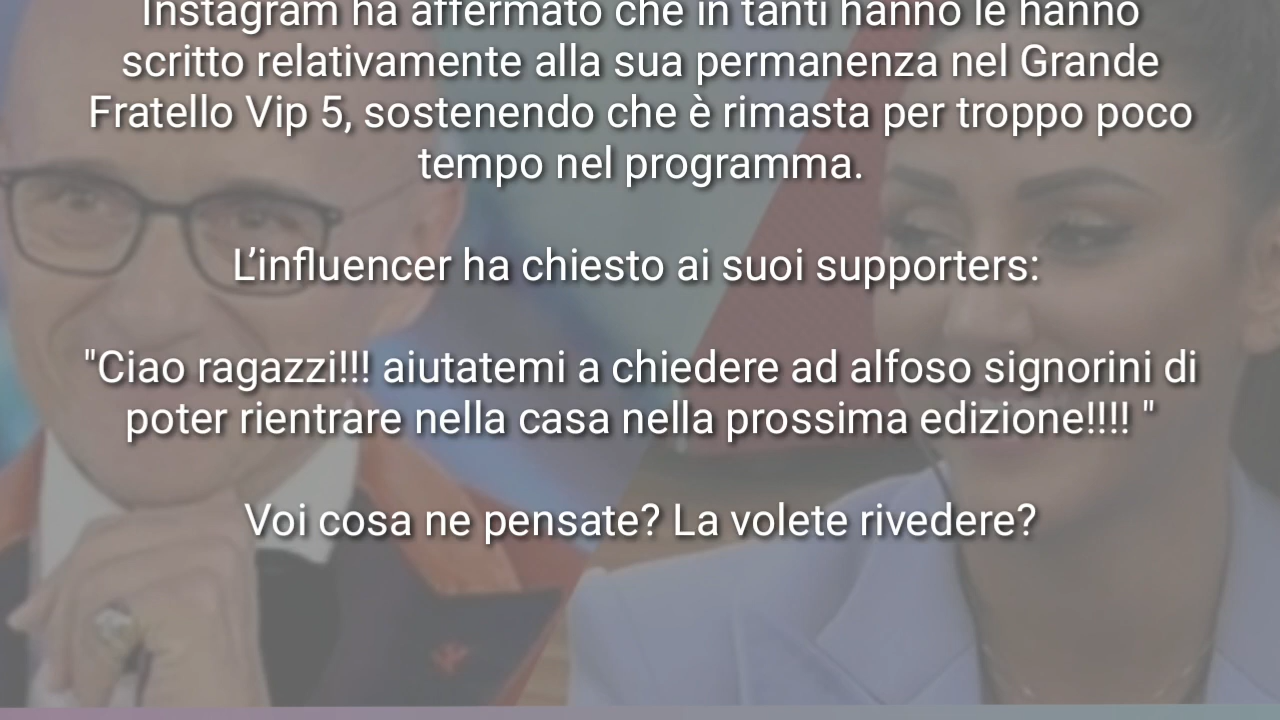 Instagram ha affermato che in tanti hanno le hanno
scritto relativamente alla sua permanenza nel Grande
Fratello Vip 5, sostenendo che è rimasta per troppo poco
tempo nel programma.
L'influencer ha chiesto ai suoi supporters:
"Ciao ragazzi!!! aiutatemi a chiedere ad alfoso signorini di
poter rientrare nella casa nella prossima edizione!!!! "
Voi cosa ne pensate? La volete rivedere?